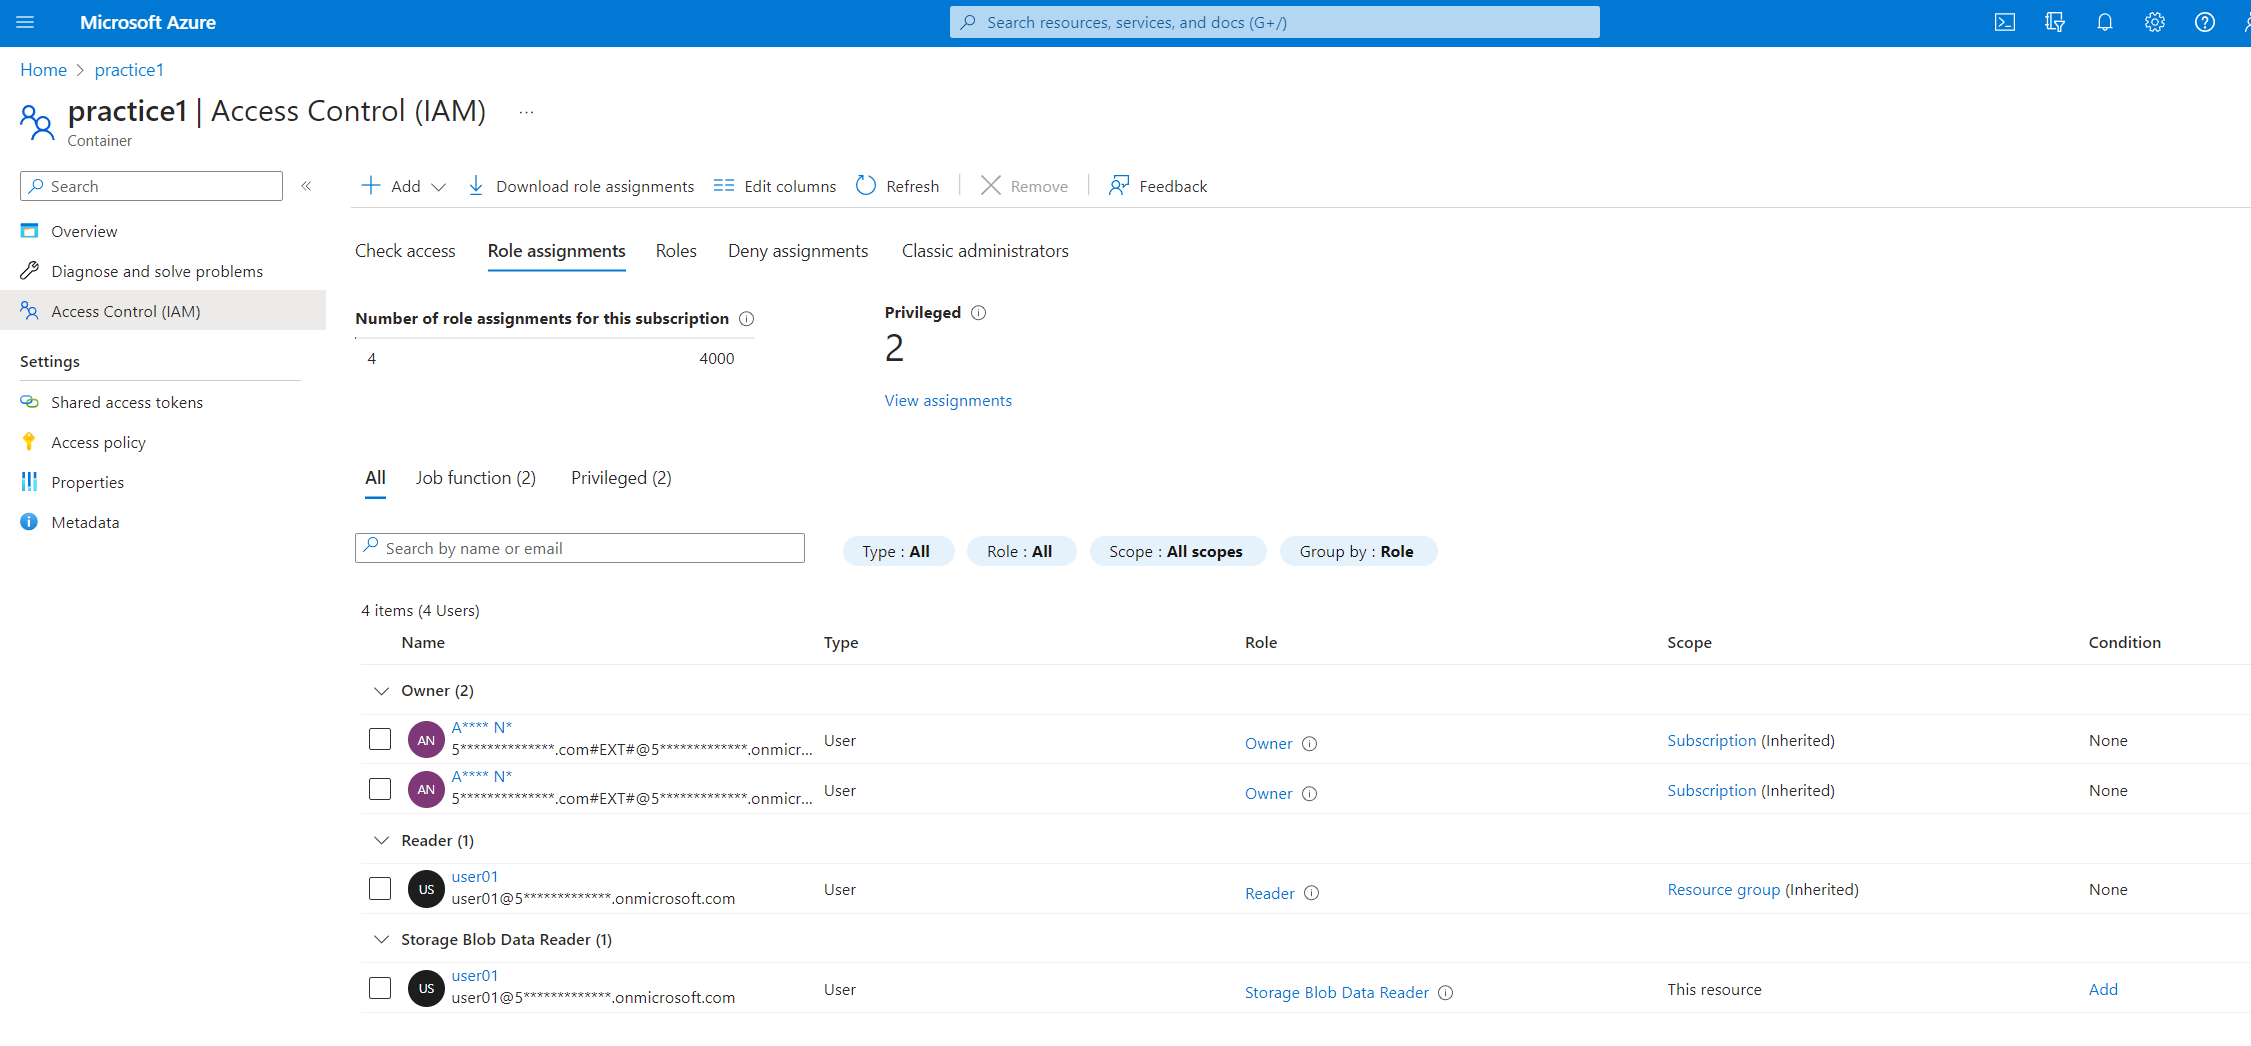 Microsoft Azure
Search resources, services, and docs (G+/)
Home > practice1
practice1 | Access Control (IAM) ...
Container
Search «
Overview
Diagnose and solve problems
Access Control (IAM)
Settings
Shared access tokens
Access policy
Properties
Metadata
Add Download role assignments Edit columns Refresh Remove Feedback
Check access Role assignments Roles Deny assignments Classic administrators
Number of role assignments for this subscription
4 4000
Privileged
2
View assignments
All Job function (2) Privileged (2)
Search by name or email Type : All Role : All Scope : All scopes Group by : Role
4 items (4 Users)
Name Type Role Scope Condition
Owner (2)
AN A**** N* User Owner Subscription (Inherited) None
5**************.com#EXT#@5*************.onmicr...
AN A**** N* User Owner Subscription (Inherited) None
5**************.com#EXT#@5*************.onmicr...
Reader (1)
US user01 User Reader Resource group (Inherited) None
user01@5*************.onmicrosoft.com
Storage Blob Data Reader (1)
US user01 User Storage Blob Data Reader This resource Add
user01@5*************.onmicrosoft.com